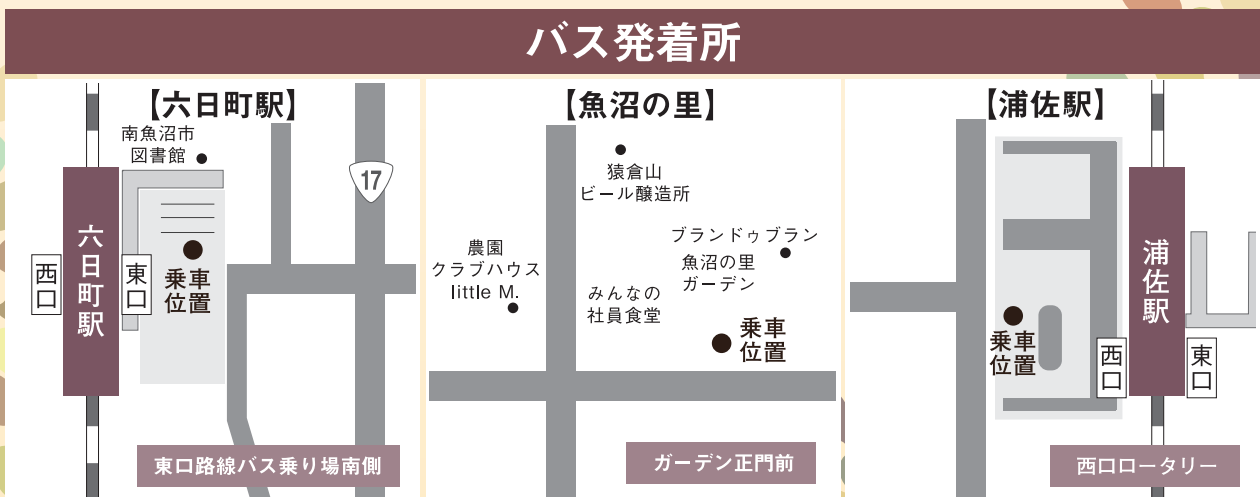 バス発着所
【六日町駅】
南魚沼市
図書館
17
六日町駅
西口
東口
乗車
位置
東口路線バス乗り場南側
【魚沼の里】
猿倉山
ビール醸造所
ブランドゥブラン
魚沼の里
ガーデン
農園
クラブハウス
little M.
みんなの
社員食堂
乗車
位置
ガーデン正門前
【浦佐駅】
浦佐駅
乗車
位置
西口
東口
西口ロータリー